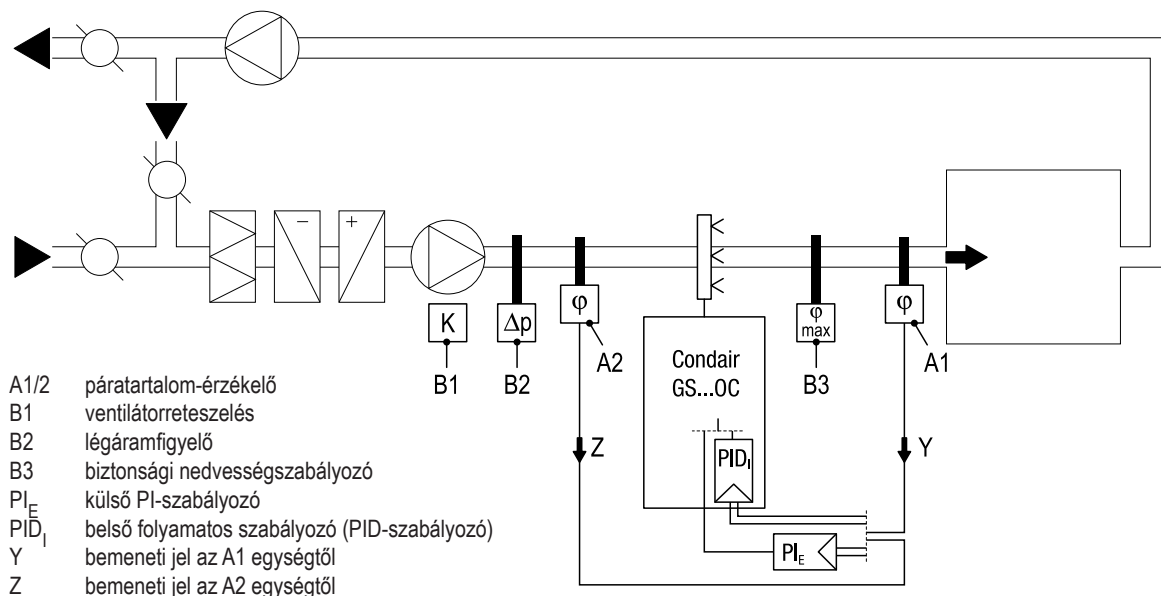 − +
K Δp φ φ max φ
B1 B2 A2 B3 A1
Condair
GS...OC
Z Y
PID_I
PI_E
A1/2 páratartalom-érzékelő
B1 ventilátorreteszelés
B2 légáramfigyelő
B3 biztonsági nedvességszabályozó
PI_E külső PI-szabályozó
PID_I belső folyamatos szabályozó (PID-szabályozó)
Y bemeneti jel az A1 egységtől
Z bemeneti jel az A2 egységtől